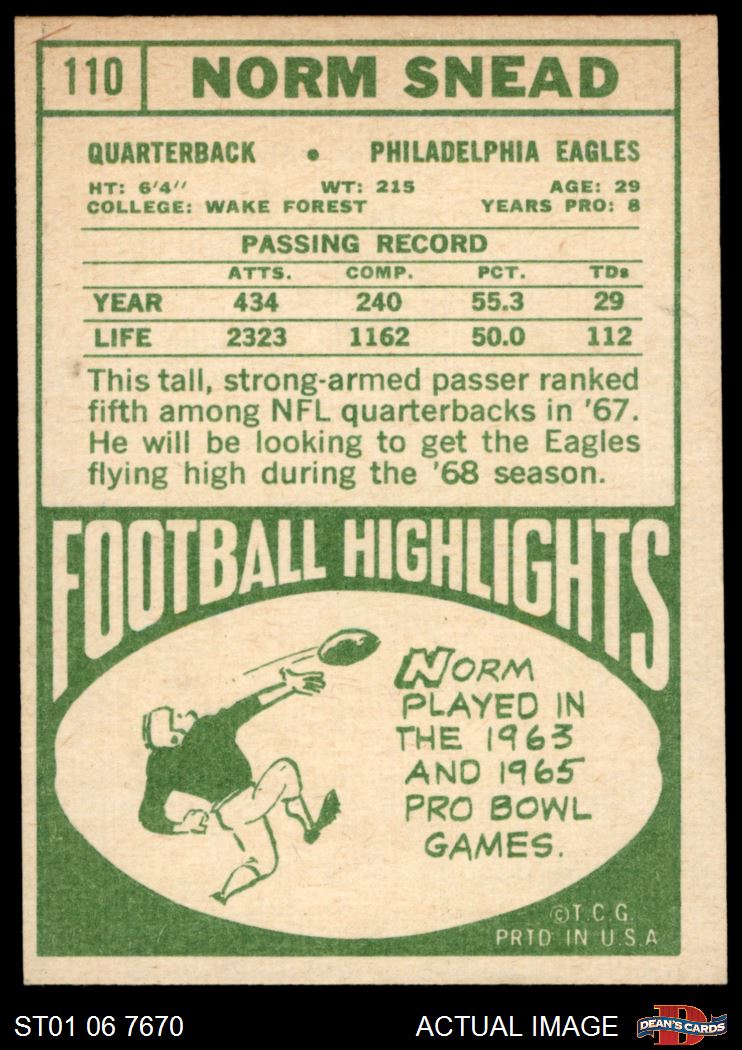 110 NORM SNEAD
QUARTERBACK • PHILADELPHIA EAGLES
HT: 6'4" WT: 215 AGE: 29
COLLEGE: WAKE FOREST YEARS PRO: 8
PASSING RECORD
ATTS. COMP. PCT. TDs
YEAR 434 240 55.3 29
LIFE 2323 1162 50.0 112
This tall, strong-armed passer ranked
fifth among NFL quarterbacks in '67.
He will be looking to get the Eagles
flying high during the '68 season.
FOOTBALL HIGHLIGHTS
NORM
PLAYED IN
THE 1963
AND 1965
PRO BOWL
GAMES.
©T.C.G.
PRTD IN U.S.A
ST01 06 7670 ACTUAL IMAGE DEAN'S CARDS